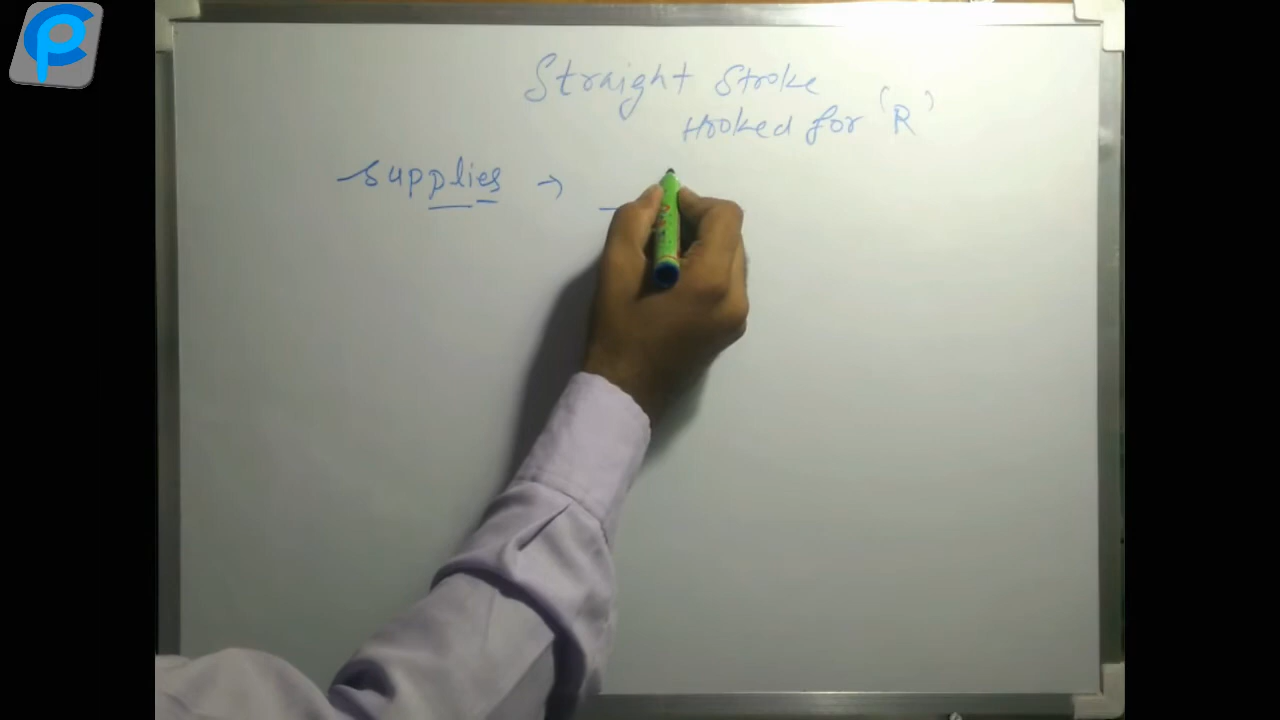 Straight Stroke
Hooked for 'R'
supplies →